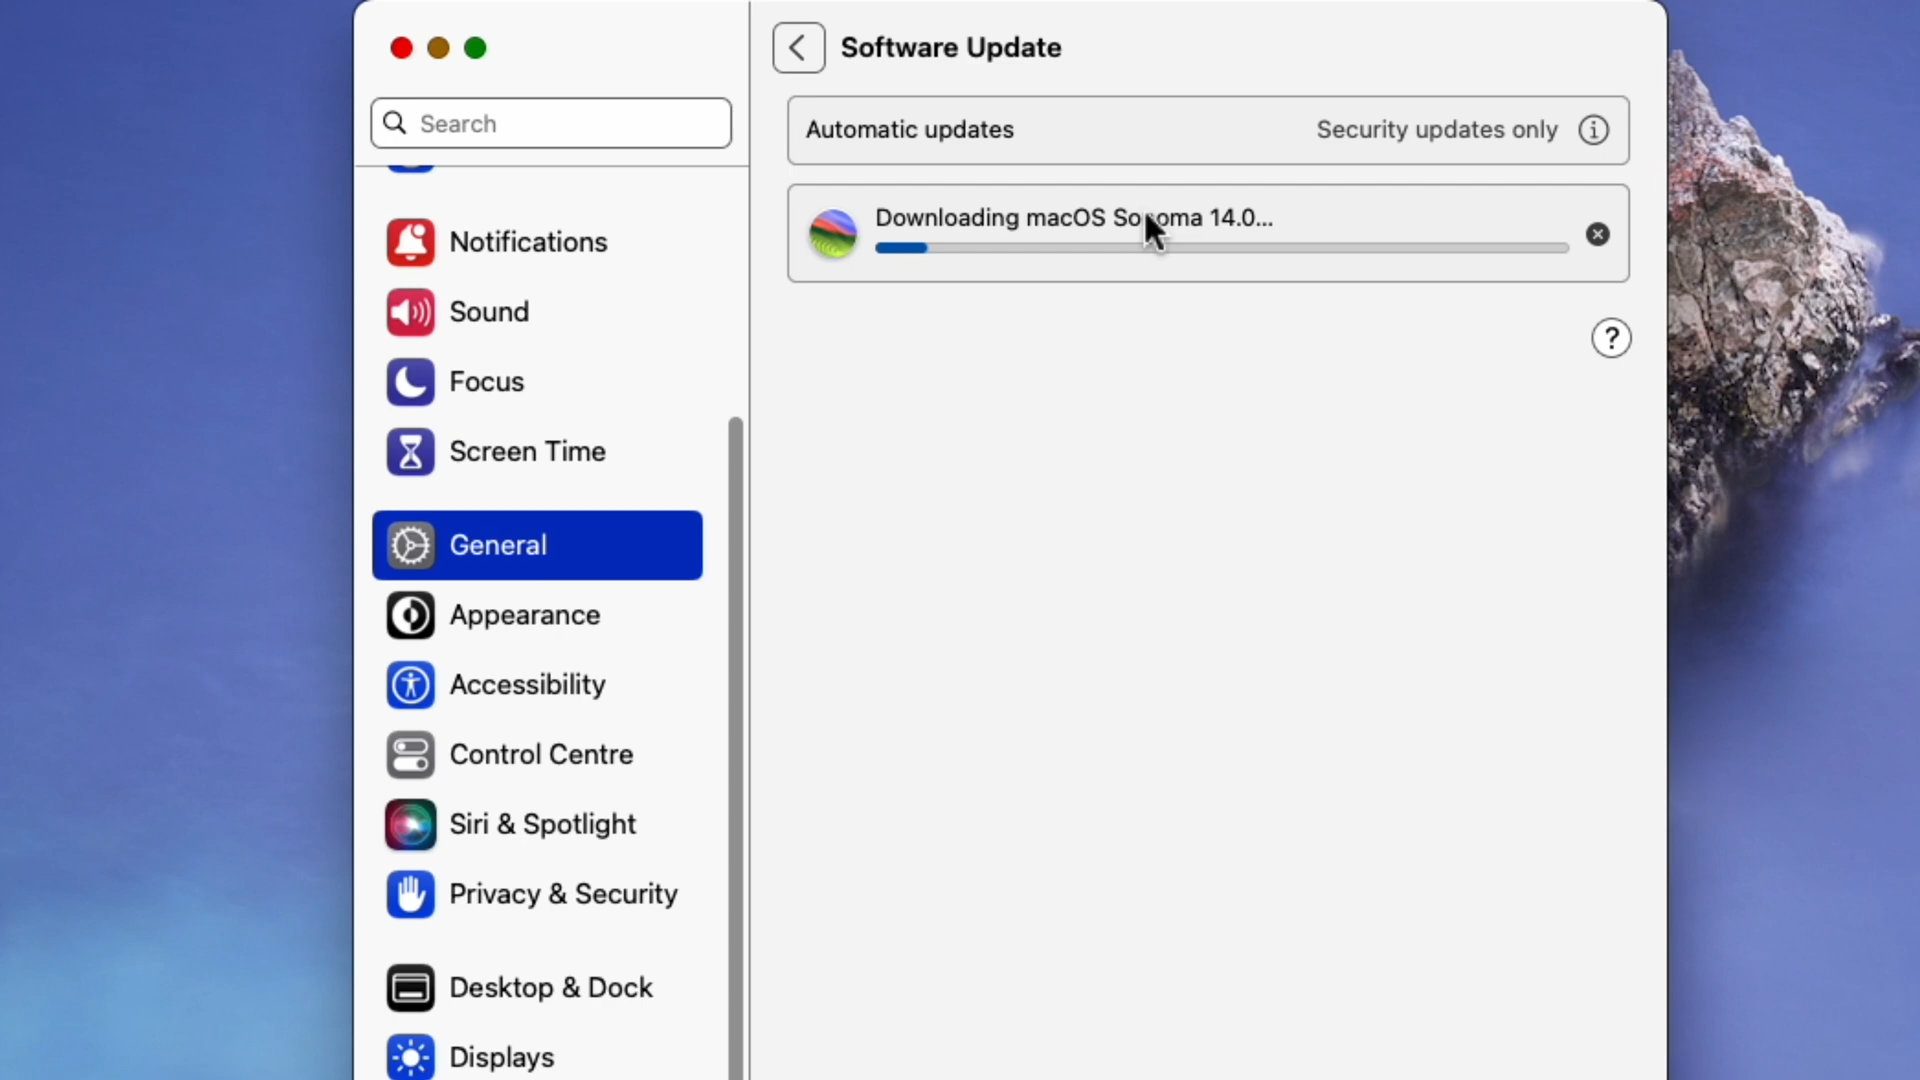 Software Update
Search
Automatic updates
Security updates only
Downloading macOS Sonoma 14.0...
?
Notifications
Sound
Focus
Screen Time
General
Appearance
Accessibility
Control Centre
Siri & Spotlight
Privacy & Security
Desktop & Dock
Displays